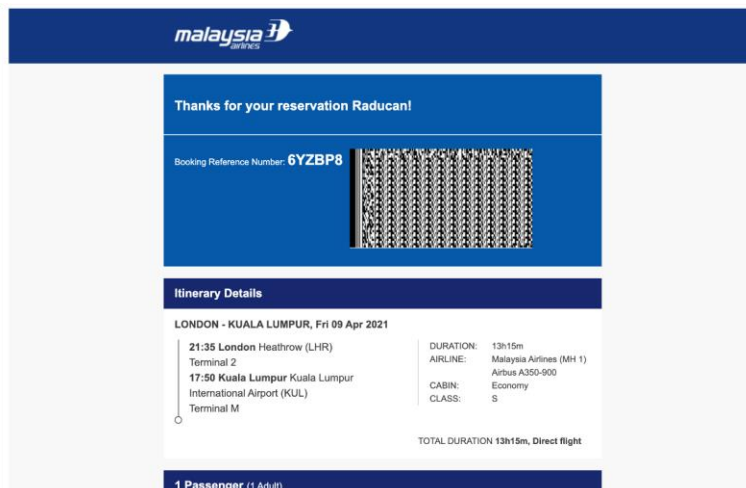 malaysia
airlines
Thanks for your reservation Raducan!
Booking Reference Number: 6YZBP8
Itinerary Details
LONDON - KUALA LUMPUR, Fri 09 Apr 2021
21:35 London Heathrow (LHR)
Terminal 2
17:50 Kuala Lumpur Kuala Lumpur
International Airport (KUL)
Terminal M
DURATION: 13h15m
AIRLINE: Malaysia Airlines (MH 1)
Airbus A350-900
CABIN: Economy
CLASS: S
TOTAL DURATION 13h15m, Direct flight
1 Passenger (1 Adult)